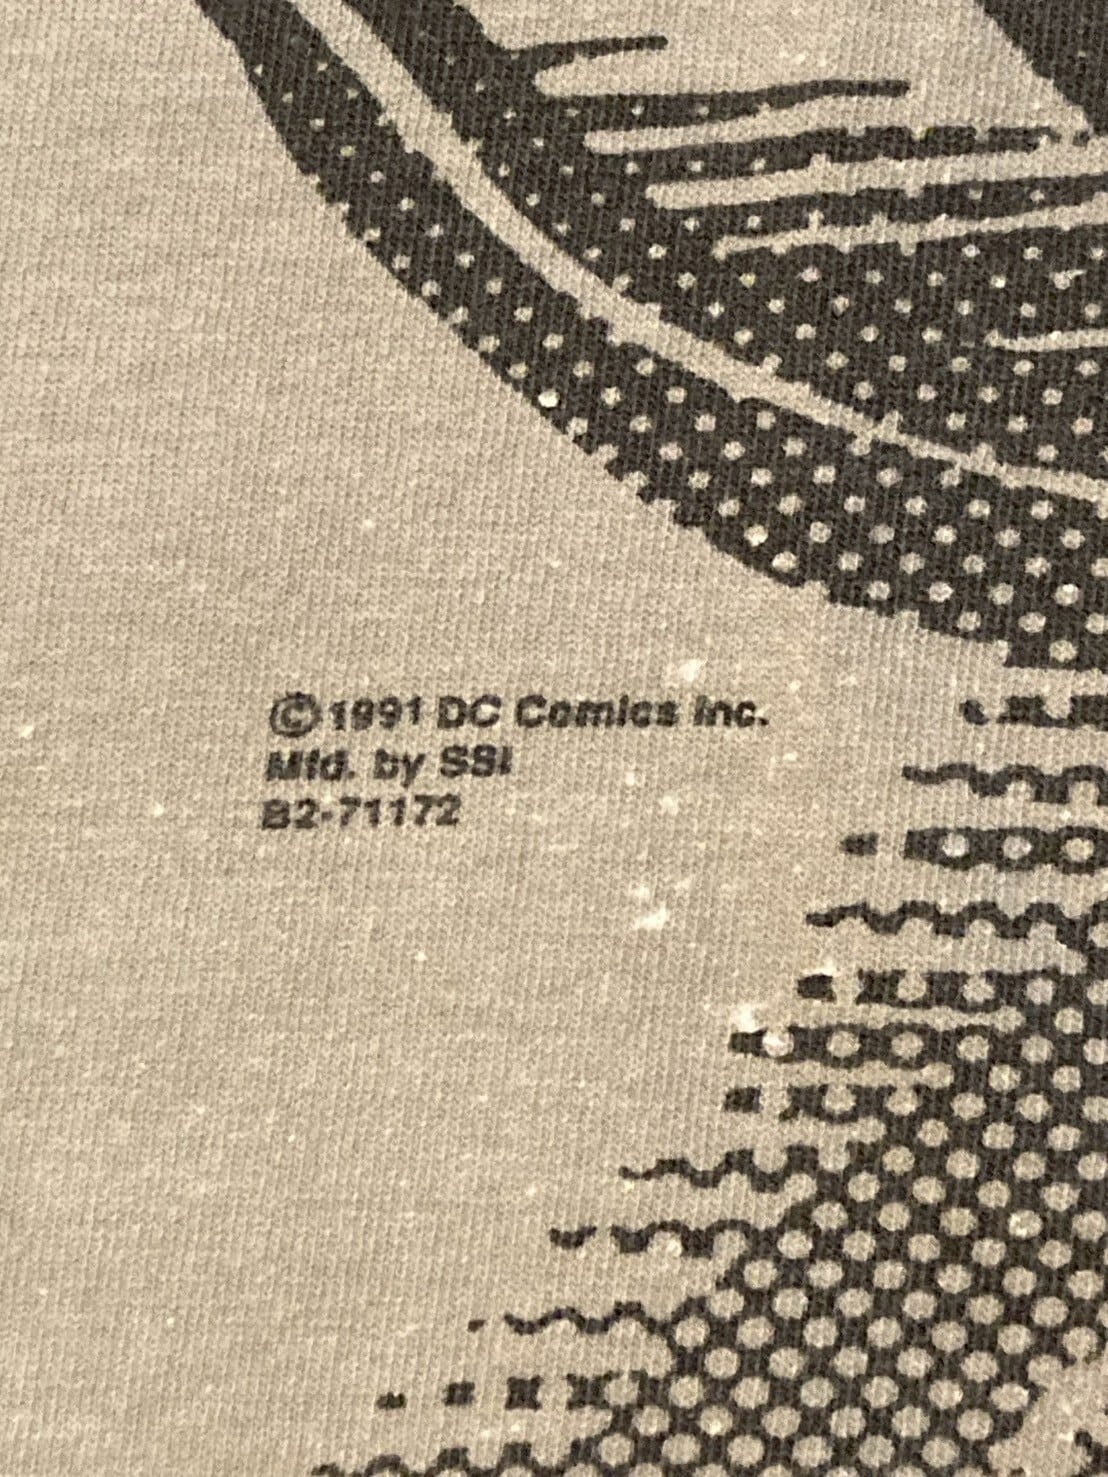 ©1991 DC Comics Inc.
Mfd. by SSI
B2-71172